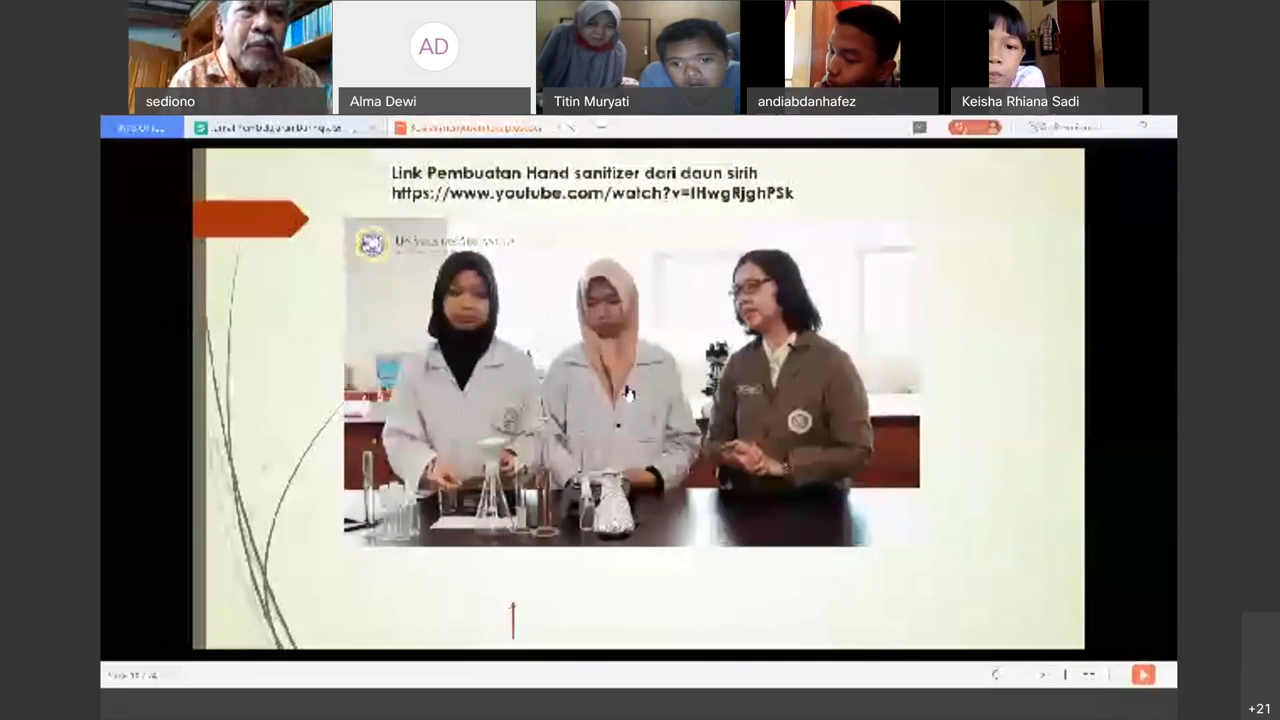 AD
sediono
Alma Dewi
Titin Muryati
andiabdanhafez
Keisha Rhiana Sadi
Link Pembuatan Hand sanitizer dari daun sirih
https://www.youtube.com/watch?v=IHwgRjghPSk
+21